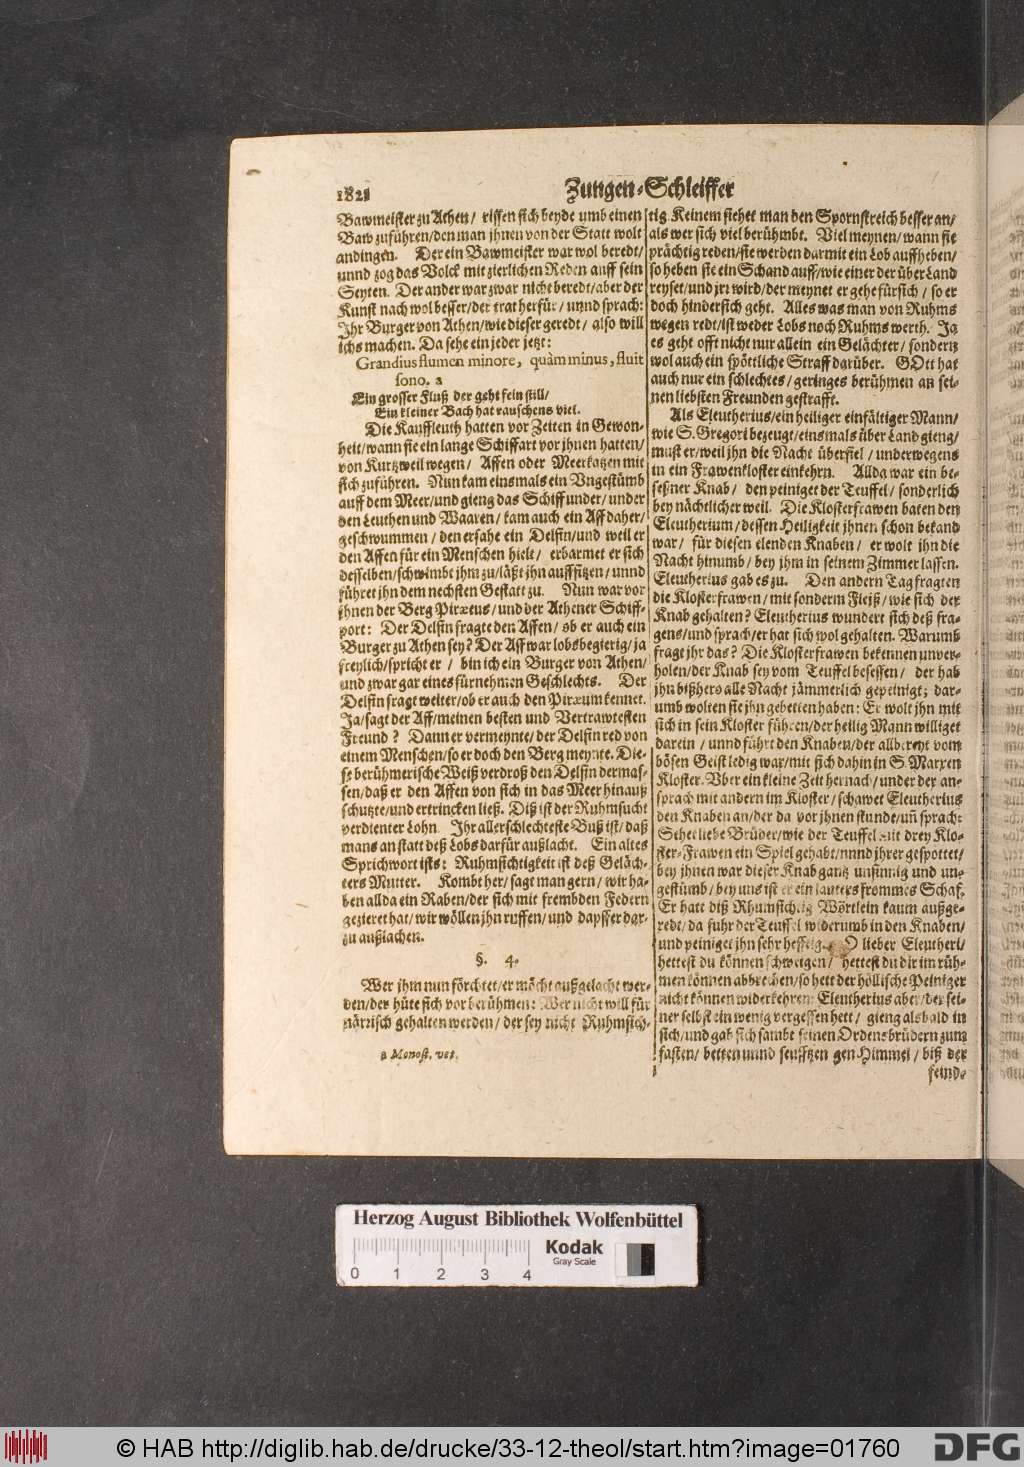 182
Zungen-Schleiffer
Bawmeister zu Athen/ rissen sich beyde umb einen
Baw zuführen/den man jhnen von der Statt wolt
andingen. Der ein Bawmeister war wol beredt/
unnd zog das Volck mit zierlichen Reden auff sein
Seyten. Der ander war zwar nicht beredt/aber der
Kunst nach wol besser/der trat herfür/ unnd sprach:
Ihr Burger von Athen/wie dieser geredt/ also will
ichs machen. Da sehe ein jeder jetzt:
Grandius flumen minore, quàm minus, fluit
sono. a
Ein grosser Fluß der geht fein still/
Ein kleiner Bach hat rauschens viel.
Die Kauffleuth hatten vor Zeiten in Gewon-
heit/wann sie ein lange Schiffart vor jhnen hatten/
von Kurtzweil wegen/ Affen oder Meerkatzen mit
sich zuführen. Nun kam einsmals ein Ungestümb
auff dem Meer/und gieng das Schiff under/under
den Leuthen und Waaren/kam auch ein Aff daher/
geschwummen/den ersahe ein Delfin/und weil er
den Affen für ein Menschen hielt/ erbarmet er sich
desselben/schwimbt jhm zu/läßt jhn auffsitzen/unnd
führet jhn dem nechsten Gestatt zu. Nun war vor
jhnen der Berg Piræeus/und der Athener Schiff-
port: Der Delfin fragte den Affen/ ob er auch ein
Burger zu Athen sey? Der Aff war lobsbegierig/ja
freylich/spricht er/ bin ich ein Burger von Athen/
und zwar gar eines fürnehmen Geschlechts. Der
Delfin fragt weiter/ob er auch den Piræum kennet.
Ja/sagt der Aff/meinen besten und Vertrawtesten
Freund? Dann er vermeynte/der Delfin red von
einem Menschen/so er doch den Berg meynte. Die-
se berühmerische Weiß verdroß den Delfin dermas-
sen/daß er den Affen von sich in das Meer hinauß
schutzte/und ertrincken ließ. Diß ist der Ruhmsucht
verdienter Lohn. Ihr allerschlechteste Buß ist/daß
mans an statt deß Lobs darfür außlacht. Ein altes
Sprichwort ists: Ruhmsichtigkeit ist deß Geläch-
ters Mutter. Kombt her/sagt man gern/wir ha-
ben allda ein Raben/der sich mit frembden Federn
gezieret hat/wir wöllen jhn ruffen/und dapffer dar-
zu außlachen.
§. 4.
Wer jhm nun förchtet/er möcht außgelacht wer-
den/der hüte sich vor berühmen: Wer nicht will für
närrisch gehalten werden/der sey nicht Ruhmsich-
a Monost. vet.
tig. Keinem stehet man den Spornstreich besser an/
als wer sich viel berühmbt. Viel meynen/wann sie
prächtig reden/sie werden darmit ein Lob auffheben/
so heben sie ein Schand auff/wie einer der über Land
reyset/und jrr wird/der meynet er gehe fürsich/so er
doch hindersich geht. Alles was man von Ruhms
wegen redt/ist weder Lobs noch Ruhms werth. Ja
es geht offt nicht nur allein ein Gelächter/sondern
wol auch ein spöttliche Straff darüber. GOtt hat
auch nur ein schlechtes/geringes berühmen an sei-
nen liebsten Freunden gestrafft.
Als Eleutherius/ein heiliger einfältiger Mann/
wie S. Gregori bezeugt/einsmals über Land gieng/
must er/weil jhn die Nacht überfiel/underwegens
in ein Frawenkloster einkehrn. Allda war ein be-
seßner Knab/ den peiniget der Teuffel/sonderlich
bey nächtlicher weil. Die Klosterfrawen baten den
Eleutherium/dessen Heiligkeit jhnen schon bekand
war/ für diesen elenden Knaben/ er wolt jhn die
Nacht hinumb/bey jhm in seinem Zimmer lassen.
Eleutherius gab es zu. Den andern Tag fragten
die Klosterfrawen/mit sonderm Fleiß/wie sich der
Knab gehalten? Eleutherius wundert sich deß fra-
gens/und sprach/er hat sich wol gehalten. Warumb
fragt jhr das? Die Klosterfrawen bekennen unver-
holen/der Knab sey vom Teuffel besessen/ der hab
jhn bißhero alle Nacht jämmerlich gepeinigt; dar-
umb wolten sie jhn gebetten haben: Er wolt jhn mit
sich in sein Kloster führen/der heilig Mann williget
darein/ unnd führt den Knaben/der allbereyt vom
bösen Geist ledig war/mit sich dahin in S. Marxen
Kloster. Uber ein kleine Zeit hernach/under der an-
sprach mit andern im Kloster/schawet Eleutherius
den Knaben an/der da vor jhnen stunde/uñ sprach:
Sehet liebe Brüder/wie der Teuffel mit drey Klo-
ster-Frawen ein Spiel gehabt/unnd jhrer gespottet/
bey jhnen war dieser Knab gantz unsinnig und un-
gestümb/bey uns ist er ein lauters frommes Schaf.
Er hatt diß Rhumsichtig Wörtlein kaum außge-
redt/da fuhr der Teuffel widerumb in den Knaben/
und peiniget jhn sehr hefftig. O lieber Eleutheri/
hettest du können schweigen/ hettest du dir im rüh-
men können abbrechen/so hett der höllische Peiniger
nicht können widerkehren: Eleutherius aber/der sei-
ner selbst ein wenig vergessen hett/ gieng alsbald in
sich/und gab sich sambt seinen Ordensbrüdern zum
fasten/ betten unnd seufftzen gen Himmel/ biß der
feind-
Herzog August Bibliothek Wolfenbüttel
Kodak
Gray Scale
0 1 2 3 4
© HAB http://diglib.hab.de/drucke/33-12-theol/start.htm?image=01760
DFG